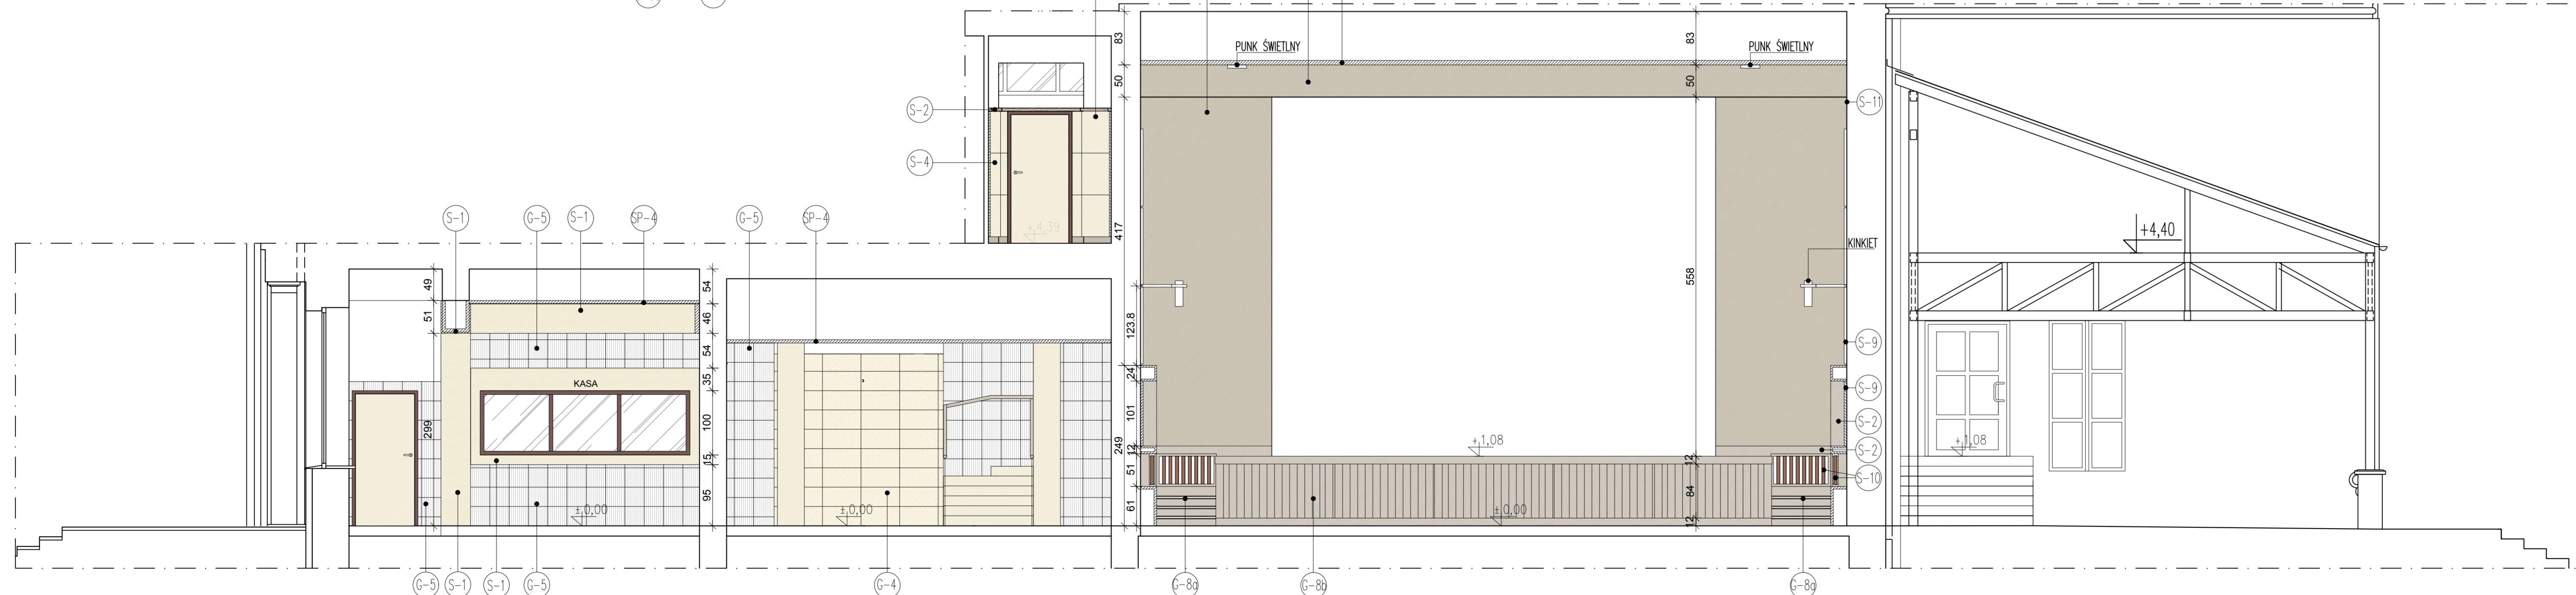 PUNK ŚWIETLNY
PUNK ŚWIETLNY
83
83
50
50
S-2
S-11
S-4
S-1
G-5
S-1
SP-4
G-5
SP-4
+4,39
417
+4,40
KINKIET
49
54
558
51
46
123.8
54
S-9
35
KASA
24
S-9
299
100
101
S-2
249
+1,08
+1,08
12
S-2
15
12
51
S-10
95
84
61
±0,00
±0,00
±0,00
12
G-5
S-1
S-1
G-5
G-4
G-8a
G-8b
G-8a